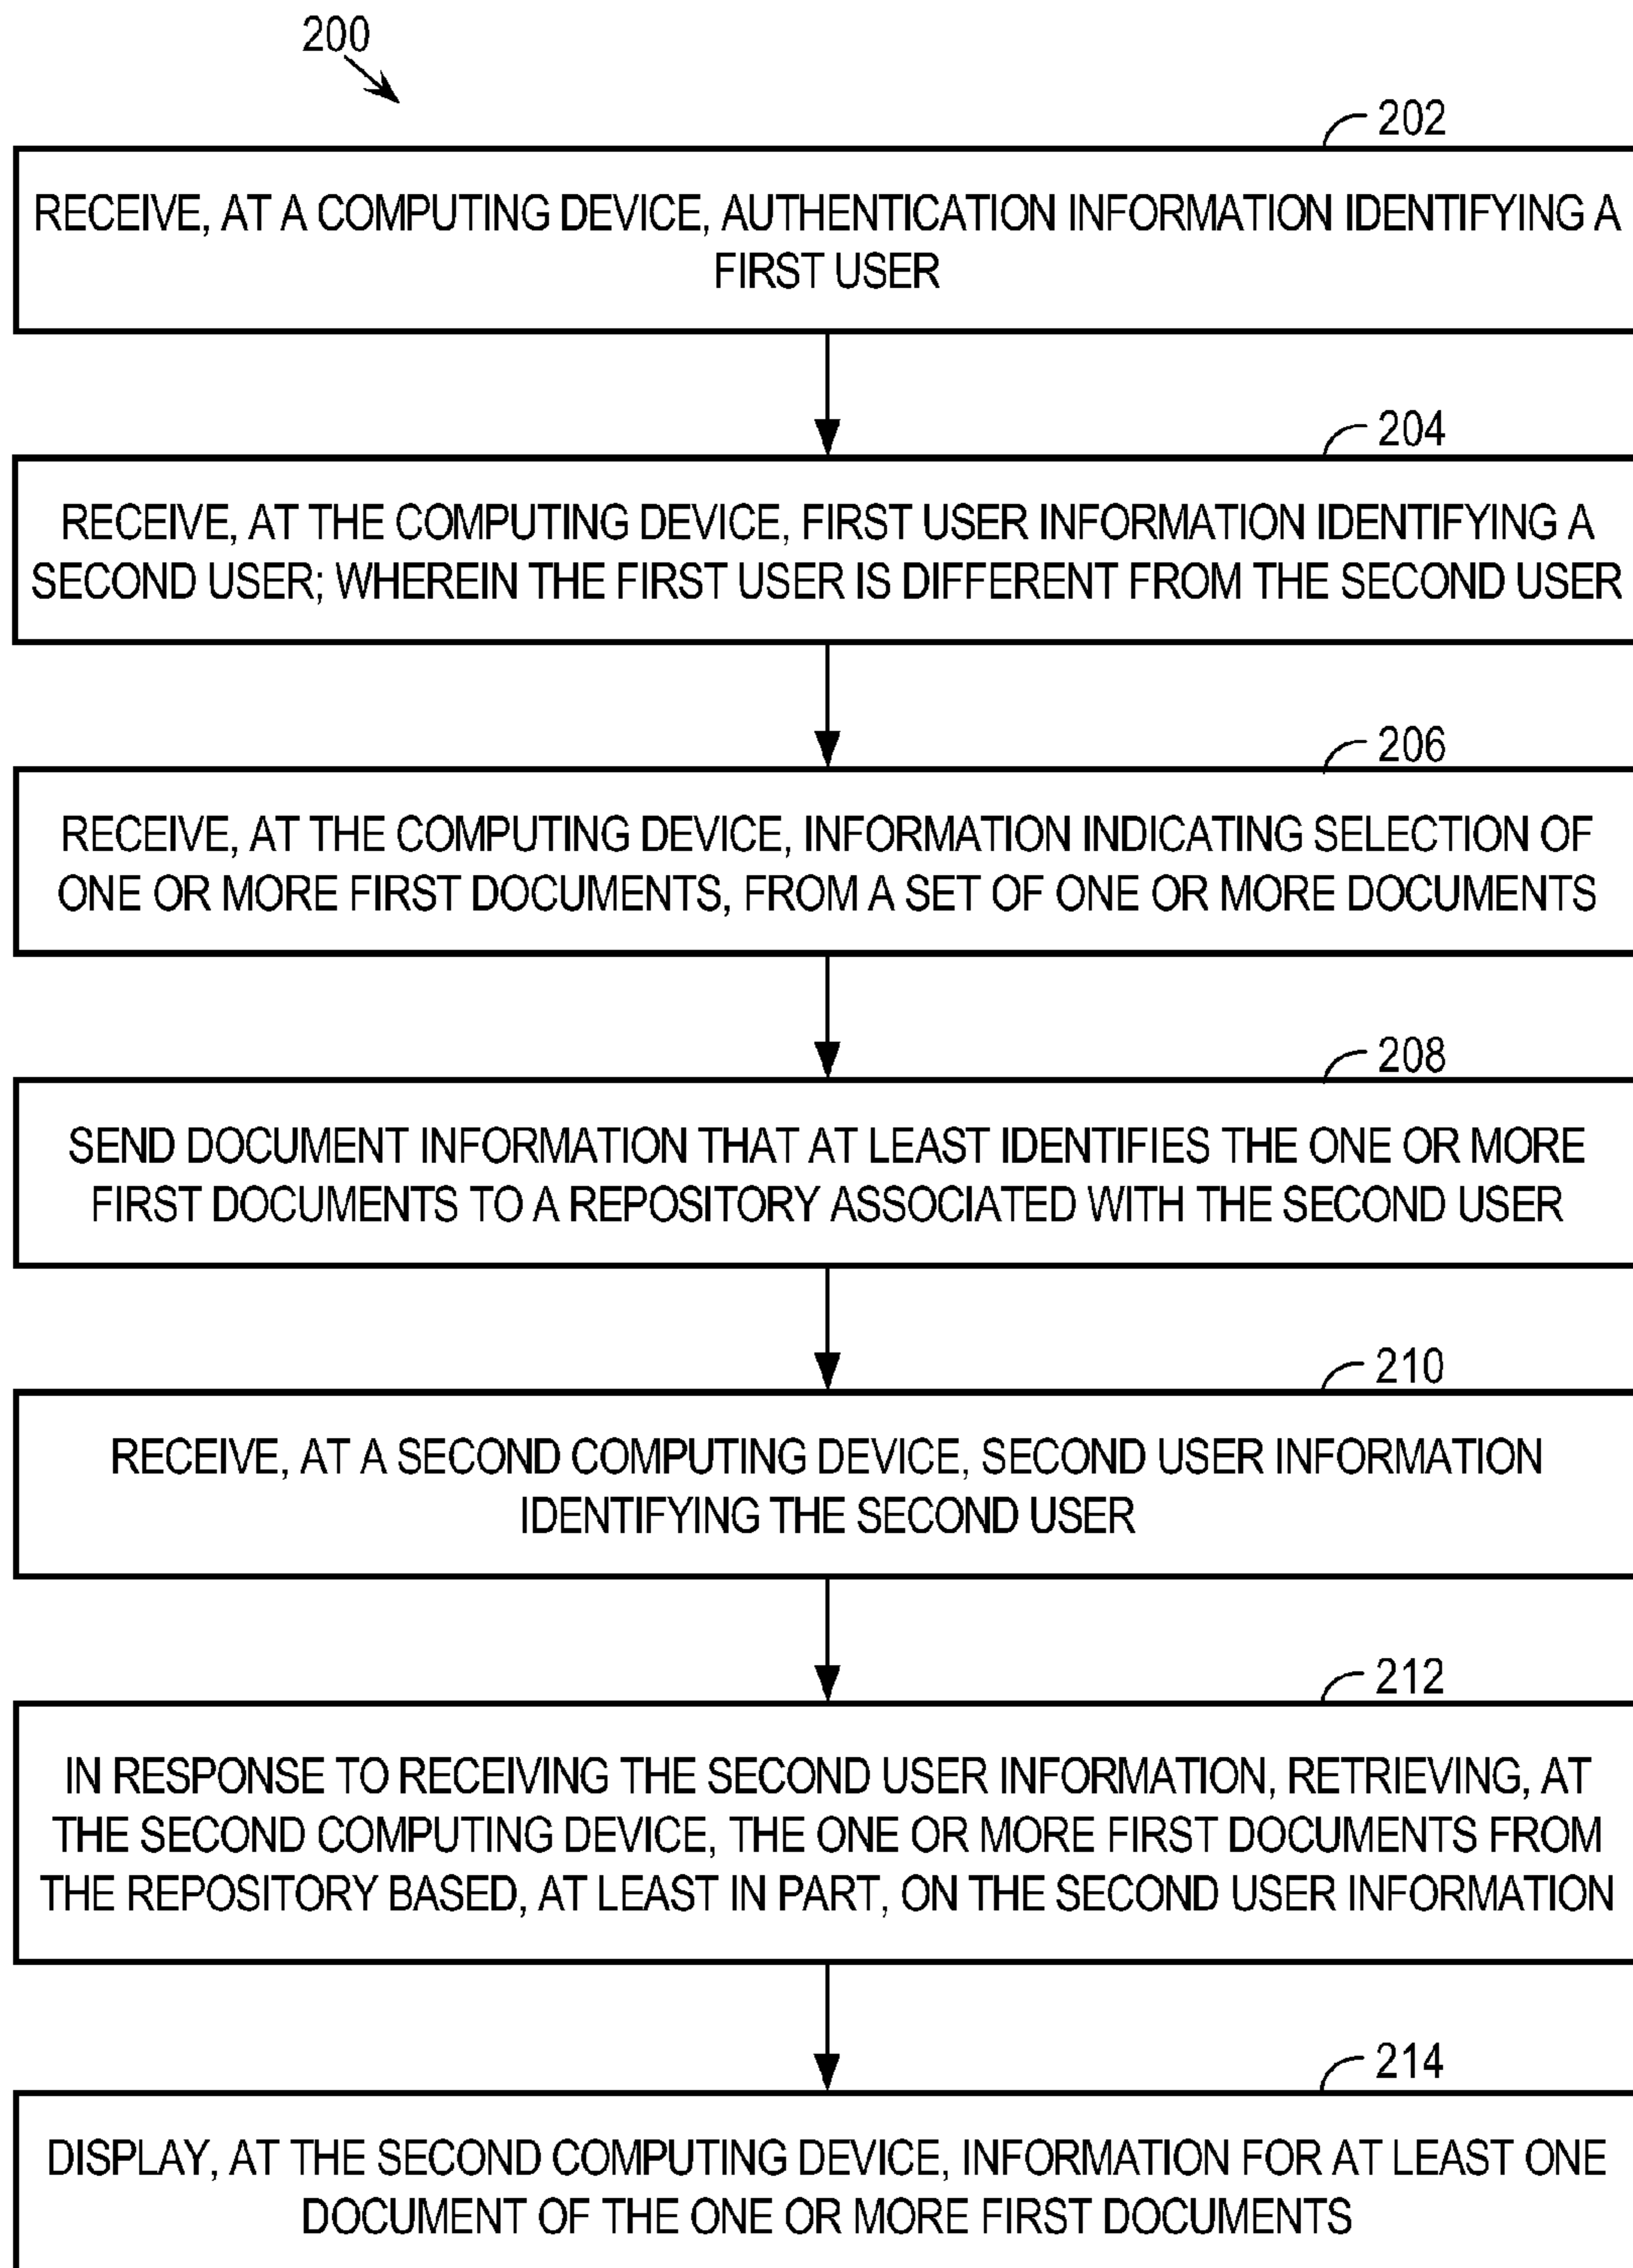 200
202
RECEIVE, AT A COMPUTING DEVICE, AUTHENTICATION INFORMATION IDENTIFYING A
FIRST USER
204
RECEIVE, AT THE COMPUTING DEVICE, FIRST USER INFORMATION IDENTIFYING A
SECOND USER; WHEREIN THE FIRST USER IS DIFFERENT FROM THE SECOND USER
206
RECEIVE, AT THE COMPUTING DEVICE, INFORMATION INDICATING SELECTION OF
ONE OR MORE FIRST DOCUMENTS, FROM A SET OF ONE OR MORE DOCUMENTS
208
SEND DOCUMENT INFORMATION THAT AT LEAST IDENTIFIES THE ONE OR MORE
FIRST DOCUMENTS TO A REPOSITORY ASSOCIATED WITH THE SECOND USER
210
RECEIVE, AT A SECOND COMPUTING DEVICE, SECOND USER INFORMATION
IDENTIFYING THE SECOND USER
212
IN RESPONSE TO RECEIVING THE SECOND USER INFORMATION, RETRIEVING, AT
THE SECOND COMPUTING DEVICE, THE ONE OR MORE FIRST DOCUMENTS FROM
THE REPOSITORY BASED, AT LEAST IN PART, ON THE SECOND USER INFORMATION
214
DISPLAY, AT THE SECOND COMPUTING DEVICE, INFORMATION FOR AT LEAST ONE
DOCUMENT OF THE ONE OR MORE FIRST DOCUMENTS